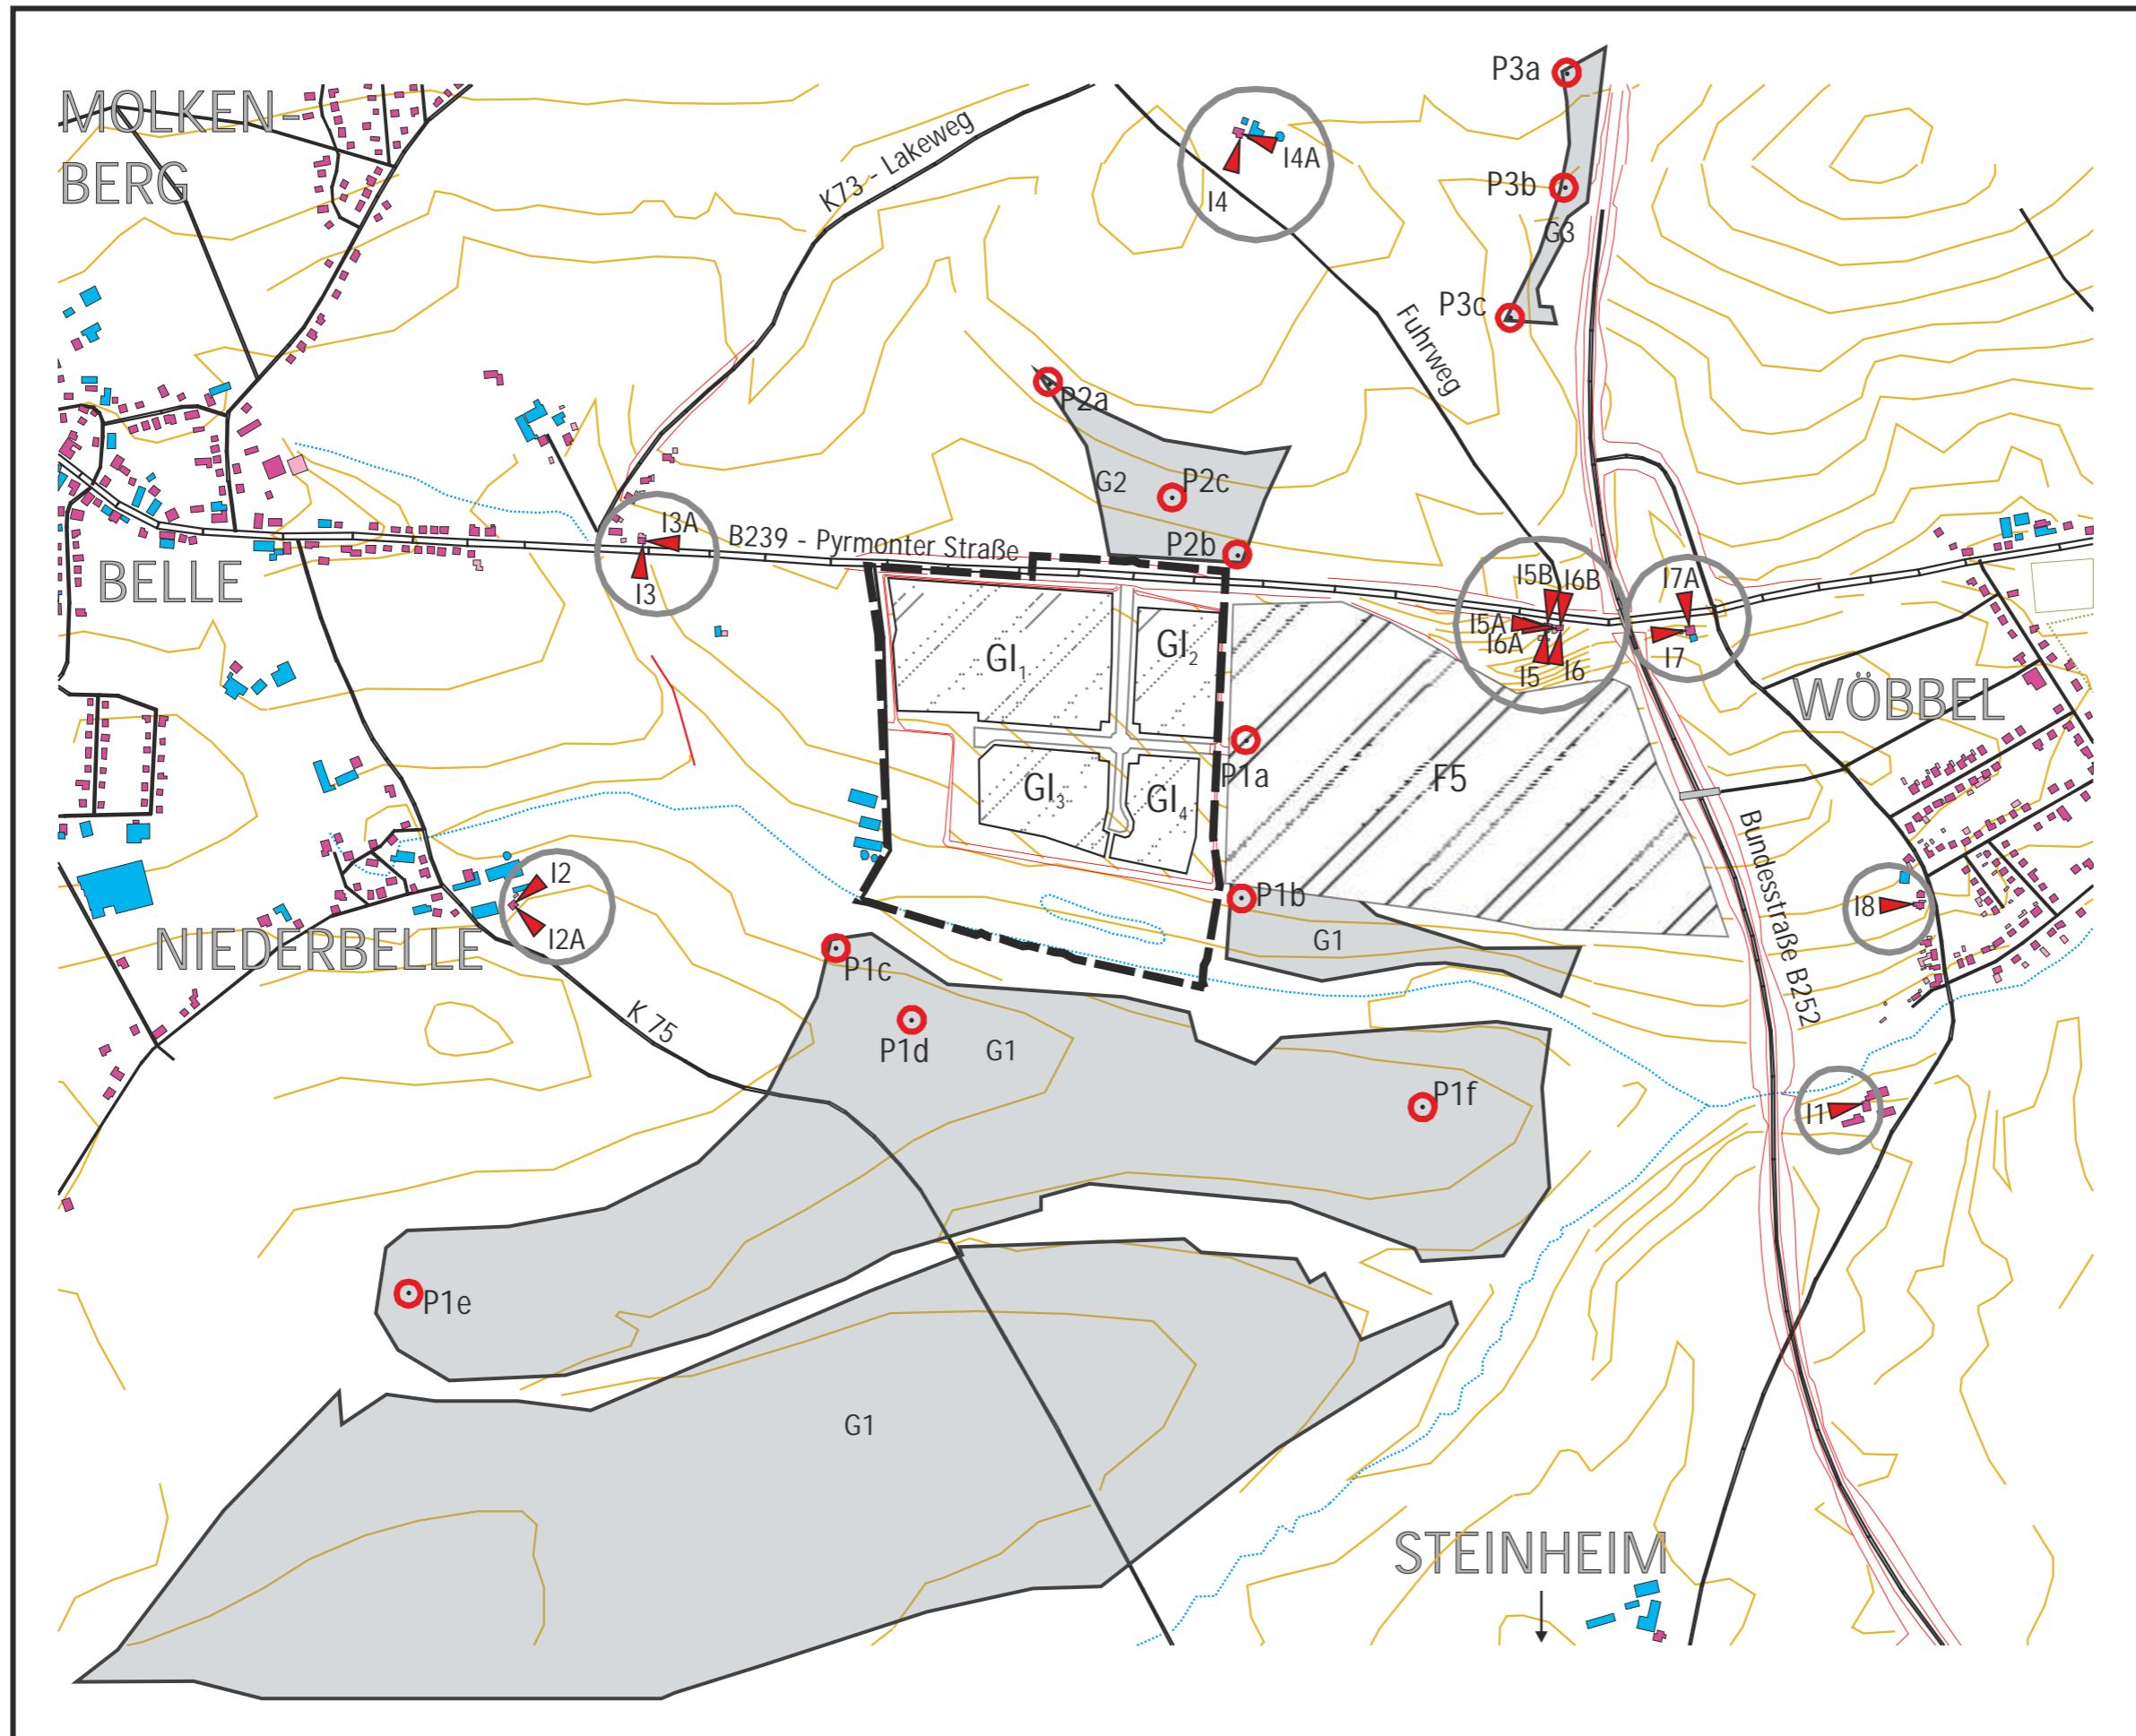 P3a
MOLKEN-
BERG
K73 - Lakeweg
I4A
I4
P3b
G3
P3c
Fuhrweg
P2a
G2
P2c
I3A
I3
B239 - Pyrmonter Straße
P2b
BELLE
I5B
I6B
I7A
I5A
I6A
I5
I6
I7
GI1
GI2
WÖBBEL
P1a
F5
GI3
GI4
Bundesstraße B252
I2
I2A
NIEDERBELLE
P1b
G1
I8
P1c
K 75
P1d
G1
P1f
I1
P1e
G1
STEINHEIM